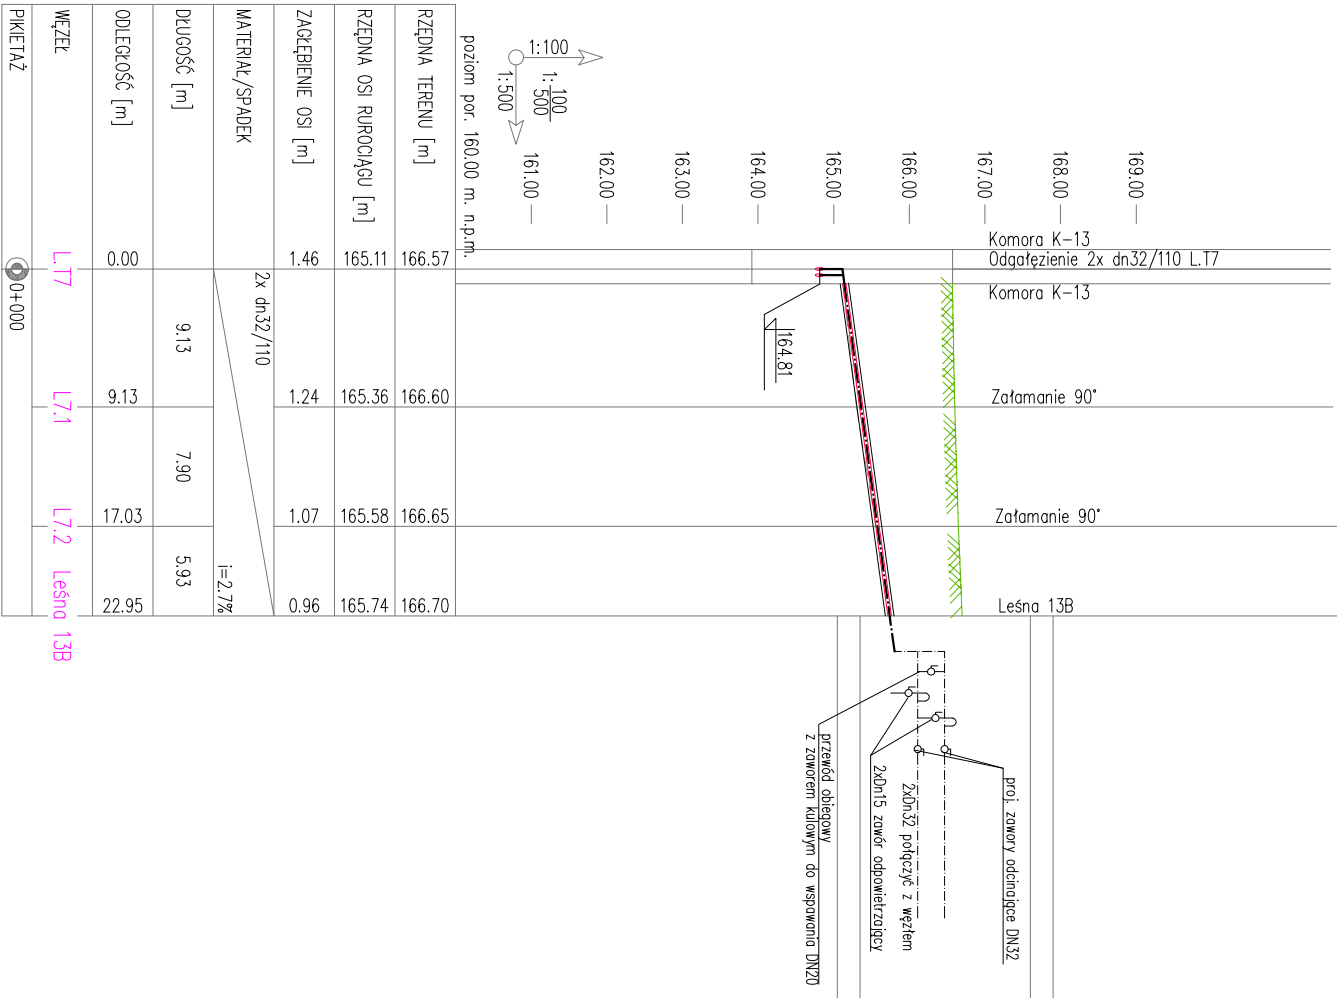 Komora K-13
Odgałęzienie 2x dn32/110 L.T7
Komora K-13
Załamanie 90°
Załamanie 90°
Leśna 13B
169.00
168.00
167.00
166.00
165.00
164.00
163.00
162.00
161.00
1:100
1:500
1: 100
500
164.81
proj. zawory odcinające DN32
2xDn32 połączyć z węzłem
2xDn15 zawór odpowietrzający
przewód obiegowy
z zaworem kulowym do wspawania DN20
poziom por. 160.00 m. n.p.m.
RZĘDNA TERENU [m] 166.57 166.60 166.65 166.70
RZĘDNA OSI RUROCIĄGU [m] 165.11 165.36 165.58 165.74
ZAGŁĘBIENIE OSI [m] 1.46 1.24 1.07 0.96
MATERIAŁ/SPADEK 2x dn32/110 i=2.7%
DŁUGOŚĆ [m] 9.13 7.90 5.93
ODLEGŁOŚĆ [m] 0.00 9.13 17.03 22.95
WĘZEŁ L.T7 L7.1 L7.2 Leśna 13B
PIKIETAŻ 0+000